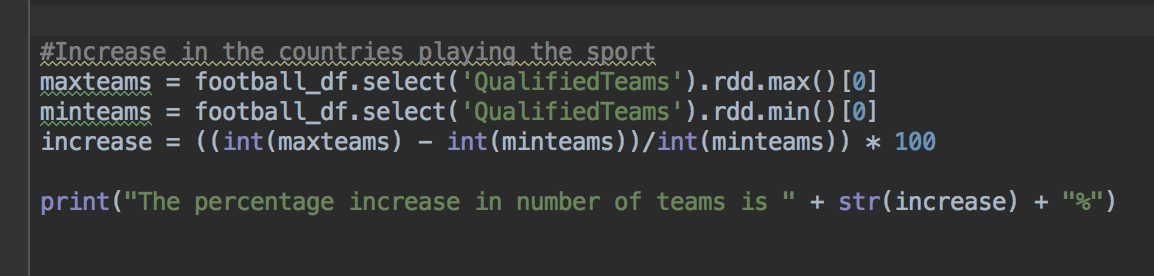 #Increase in the countries playing the sport
maxteams = football_df.select('QualifiedTeams').rdd.max()[0]
minteams = football_df.select('QualifiedTeams').rdd.min()[0]
increase = ((int(maxteams) - int(minteams))/int(minteams)) * 100
print("The percentage increase in number of teams is " + str(increase) + "%")